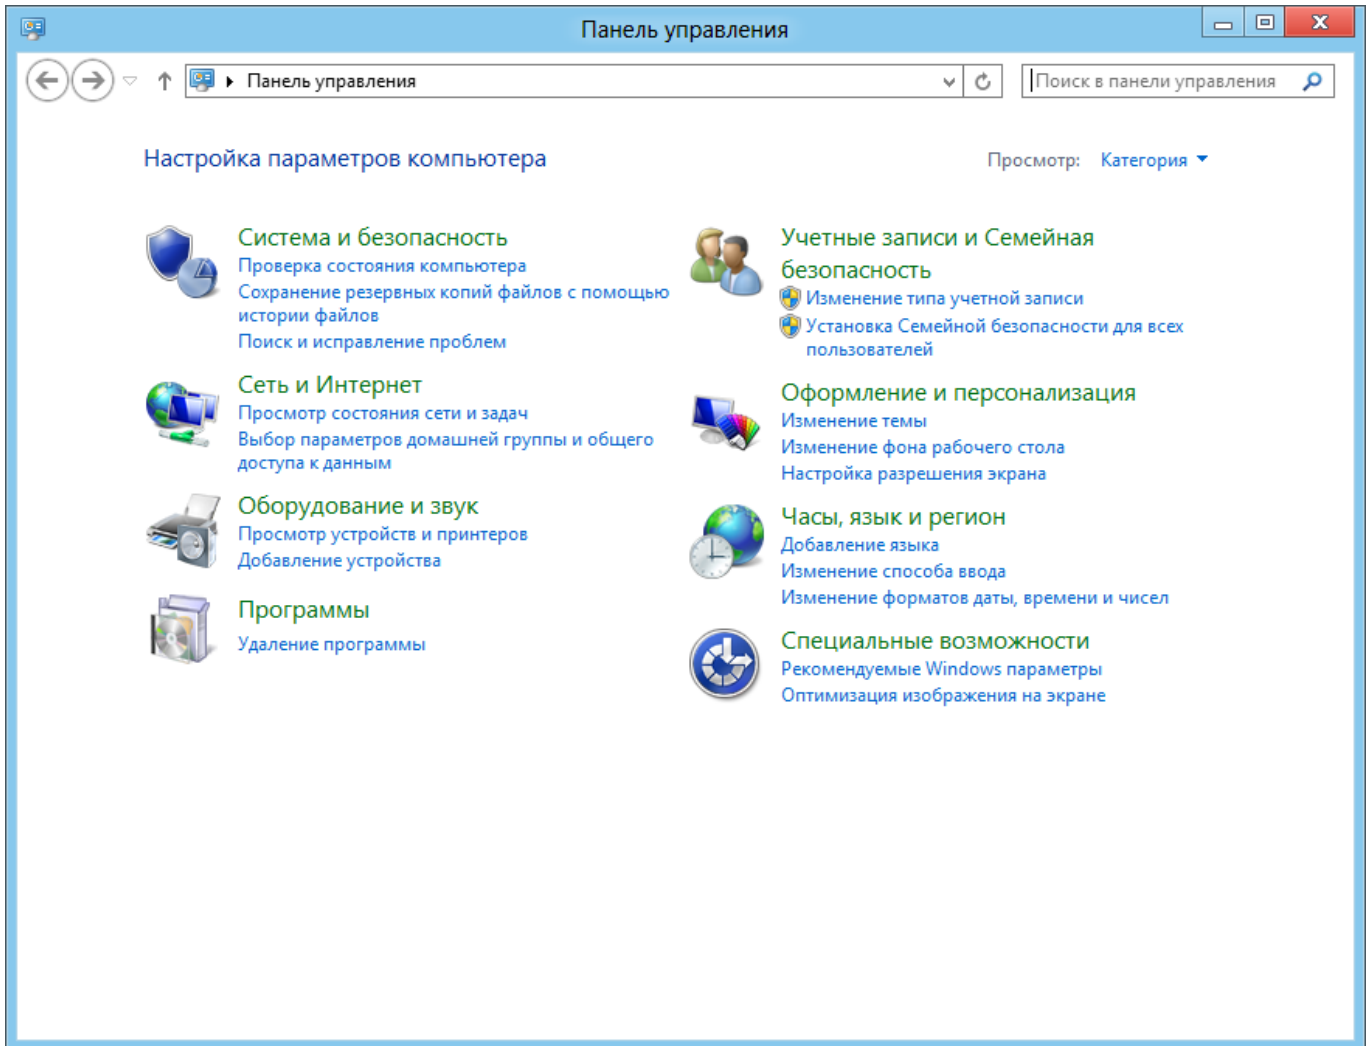 Панель управления
Панель управления
Поиск в панели управления
Настройка параметров компьютера
Просмотр: Категория
Система и безопасность
Проверка состояния компьютера
Сохранение резервных копий файлов с помощью
истории файлов
Поиск и исправление проблем
Сеть и Интернет
Просмотр состояния сети и задач
Выбор параметров домашней группы и общего
доступа к данным
Оборудование и звук
Просмотр устройств и принтеров
Добавление устройства
Программы
Удаление программы
Учетные записи и Семейная
безопасность
Изменение типа учетной записи
Установка Семейной безопасности для всех
пользователей
Оформление и персонализация
Изменение темы
Изменение фона рабочего стола
Настройка разрешения экрана
Часы, язык и регион
Добавление языка
Изменение способа ввода
Изменение форматов даты, времени и чисел
Специальные возможности
Рекомендуемые Windows параметры
Оптимизация изображения на экране